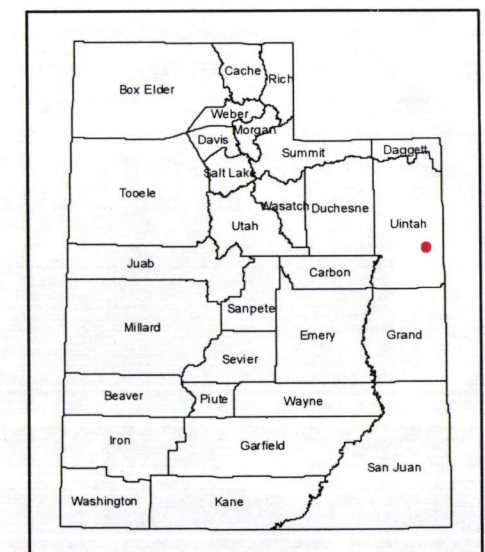 Cache
Rich
Box Elder
Weber
Morgan
Davis
Summit
Daggett
Salt Lake
Tooele
Wasatch
Duchesne
Uintah
Utah
Juab
Carbon
Sanpete
Millard
Emery
Grand
Sevier
Beaver
Piute
Wayne
Iron
Garfield
San Juan
Washington
Kane